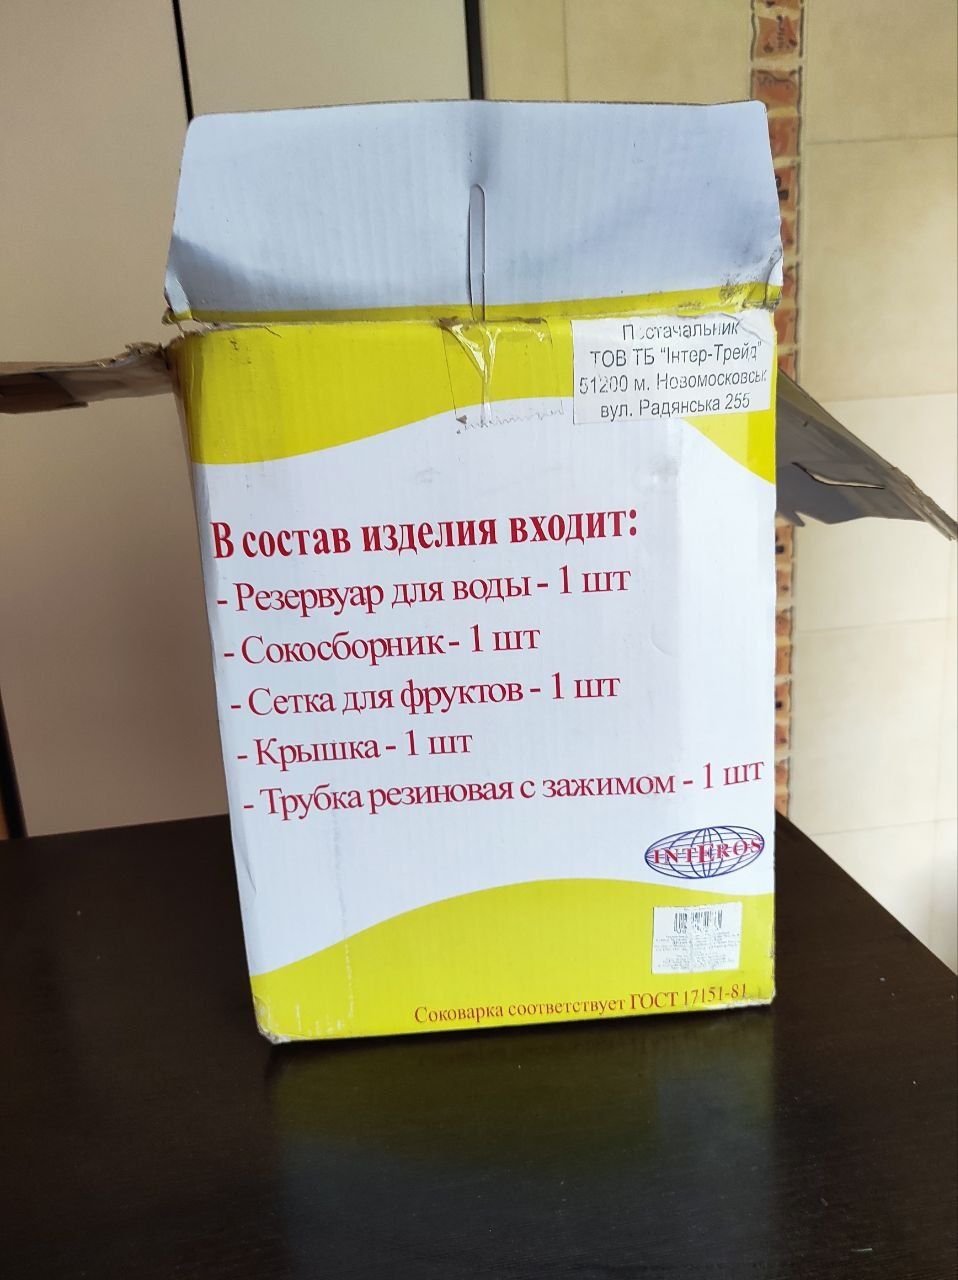 Постачальник
ТОВ ТБ "Інтер-Трейд"
51200 м. Новомосковськ
вул. Радянська 255
В состав изделия входит:
- Резервуар для воды - 1 шт
- Сокосборник - 1 шт
- Сетка для фруктов - 1 шт
- Крышка - 1 шт
- Трубка резиновая с зажимом - 1 шт
INTEROS
Соковарка соответствует ГОСТ 17151-81